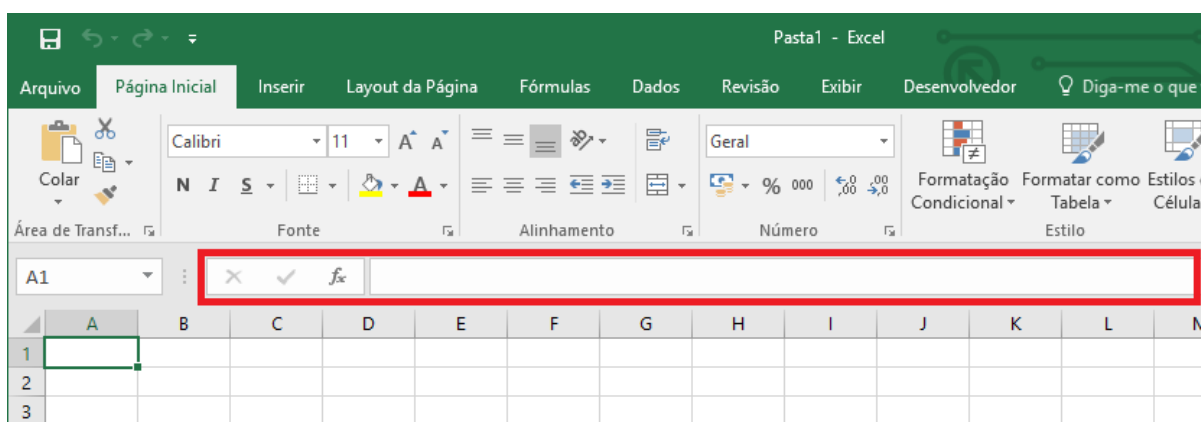 Pasta1 - Excel
Arquivo Página Inicial Inserir Layout da Página Fórmulas Dados Revisão Exibir Desenvolvedor Diga-me o que
Calibri 11 A A Geral
Colar N I S A % 000 ,00 ,0 Formatação Condicional Formatar como Tabela Estilos Célula
Área de Transf... Fonte Alinhamento Número Estilo
A1 fx
A B C D E F G H I J K L
1
2
3